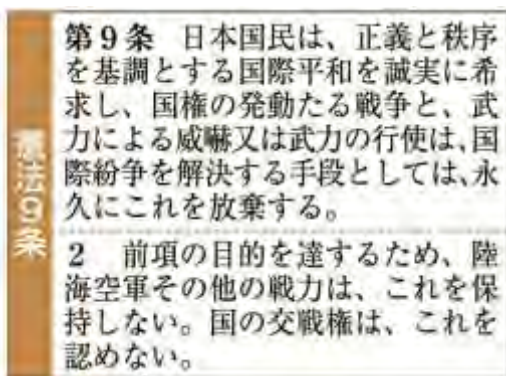 憲法9条
第9条　日本国民は、正義と秩序
を基調とする国際平和を誠実に希
求し、国権の発動たる戦争と、武
力による威嚇又は武力の行使は、国
際紛争を解決する手段としては、永
久にこれを放棄する。
2　前項の目的を達するため、陸
海空軍その他の戦力は、これを保
持しない。国の交戦権は、これを
認めない。